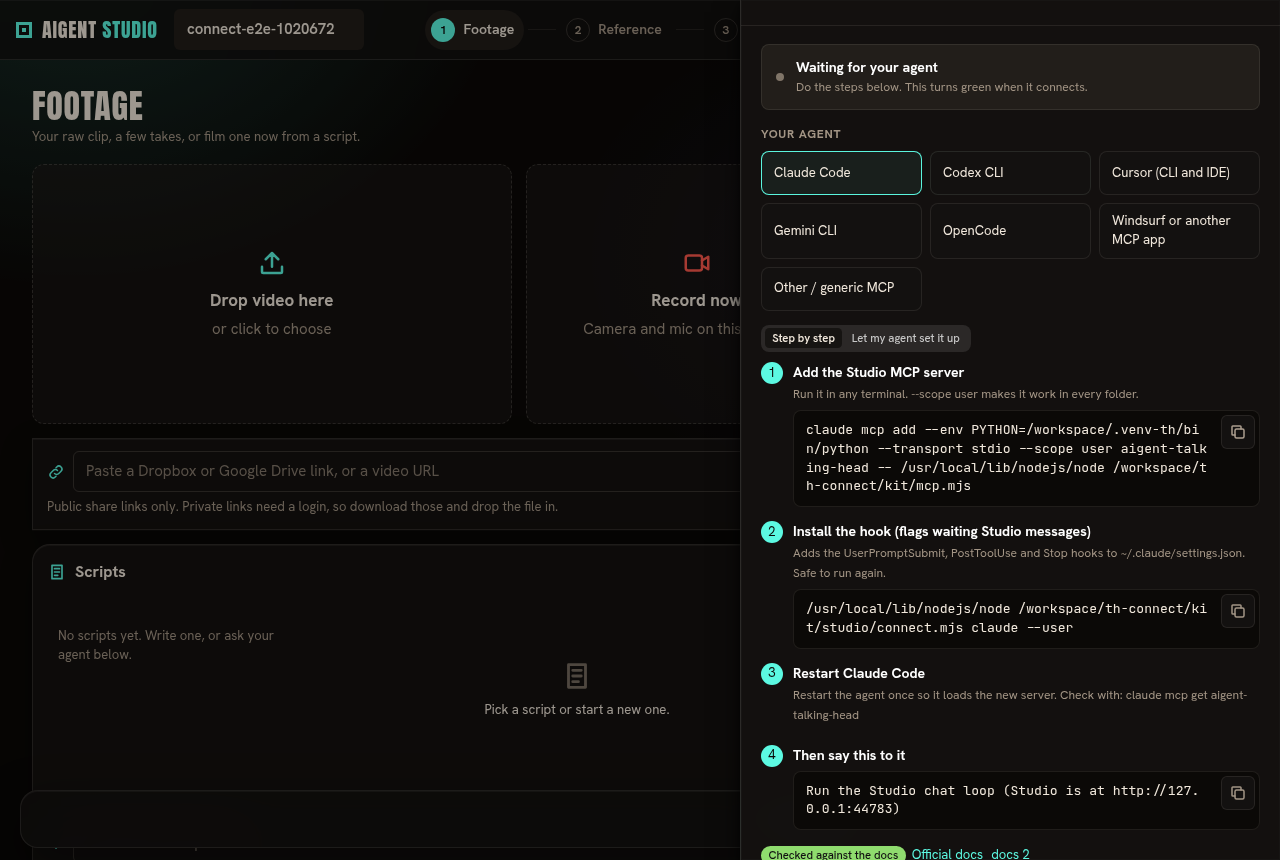 AIGENT STUDIO
connect-e2e-1020672
1 Footage
2 Reference
3
FOOTAGE
Your raw clip, a few takes, or film one now from a script.
Drop video here
or click to choose
Record now
Camera and mic on this
Paste a Dropbox or Google Drive link, or a video URL
Public share links only. Private links need a login, so download those and drop the file in.
Scripts
No scripts yet. Write one, or ask your
agent below.
Pick a script or start a new one.
Waiting for your agent
Do the steps below. This turns green when it connects.
YOUR AGENT
Claude Code
Codex CLI
Cursor (CLI and IDE)
Gemini CLI
OpenCode
Windsurf or another
MCP app
Other / generic MCP
Step by step
Let my agent set it up
1 Add the Studio MCP server
Run it in any terminal. --scope user makes it work in every folder.
claude mcp add --env PYTHON=/workspace/.venv-th/bi
n/python --transport stdio --scope user aigent-talk
ing-head -- /usr/local/lib/nodejs/node /workspace/t
h-connect/kit/mcp.mjs
2 Install the hook (flags waiting Studio messages)
Adds the UserPromptSubmit, PostToolUse and Stop hooks to ~/.claude/settings.json.
Safe to run again.
/usr/local/lib/nodejs/node /workspace/th-connect/ki
t/studio/connect.mjs claude --user
3 Restart Claude Code
Restart the agent once so it loads the new server. Check with: claude mcp get aigent-
talking-head
4 Then say this to it
Run the Studio chat loop (Studio is at http://127.
0.0.1:44783)
Checked against the docs
Official docs
docs 2